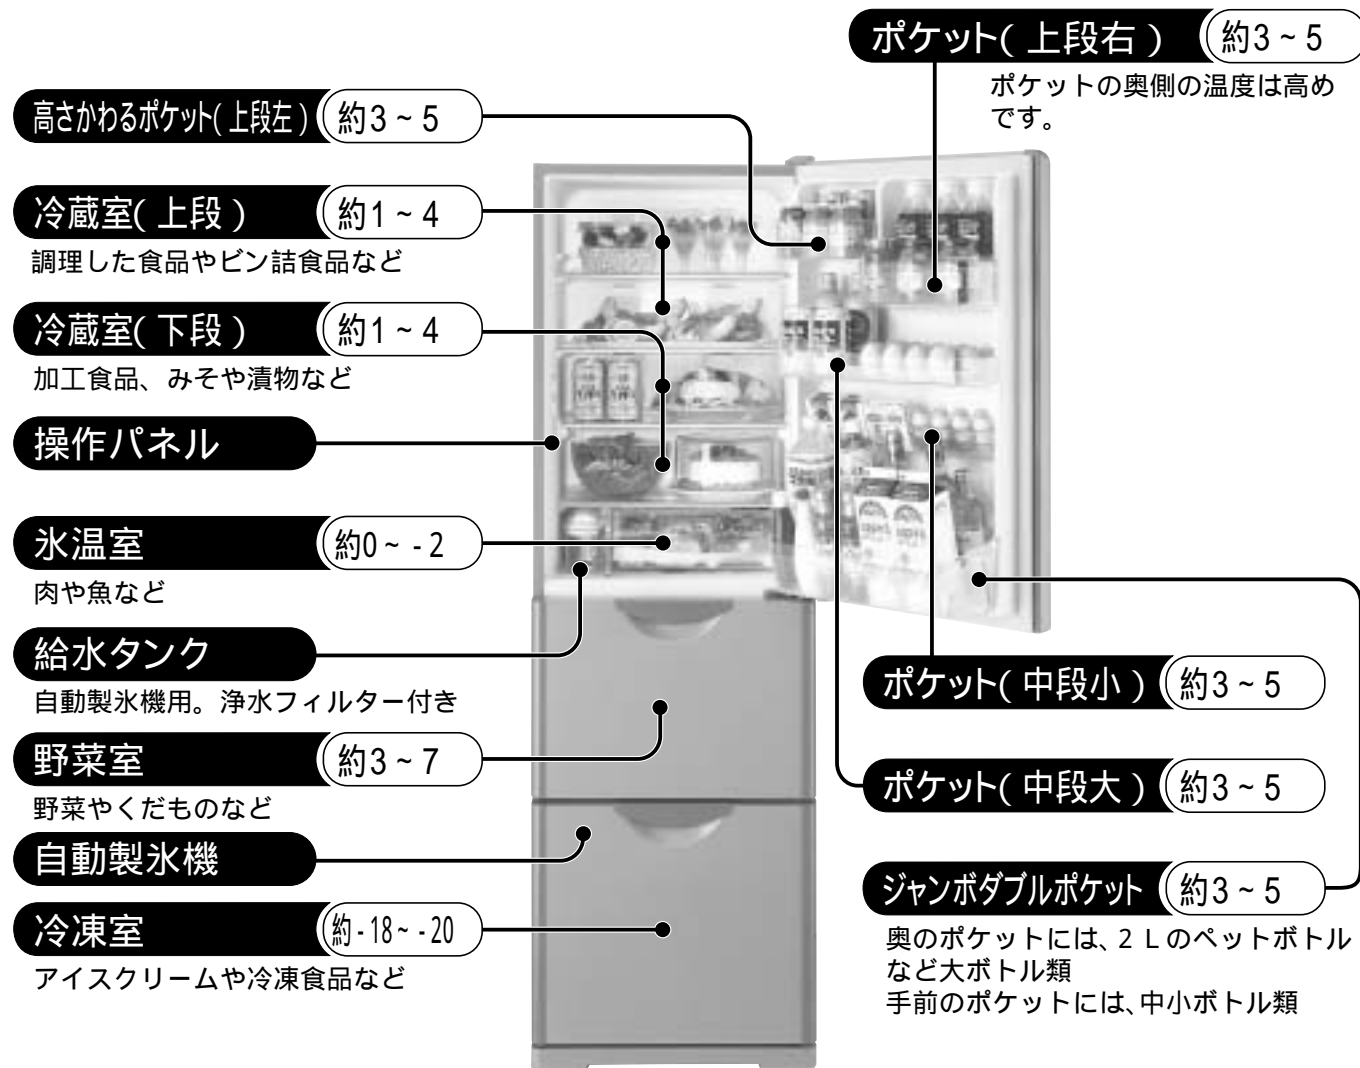 高さかわるポケット(上段左) 約3~5
冷蔵室(上段) 約1~4
調理した食品やビン詰食品など
冷蔵室(下段) 約1~4
加工食品、みそや漬物など
操作パネル
氷温室 約0~-2
肉や魚など
給水タンク
自動製氷機用。浄水フィルター付き
野菜室 約3~7
野菜やくだものなど
自動製氷機
冷凍室 約-18~-20
アイスクリームや冷凍食品など
ポケット(上段右) 約3~5
ポケットの奥側の温度は高め
です。
ポケット(中段小) 約3~5
ポケット(中段大) 約3~5
ジャンボダブルポケット 約3~5
奥のポケットには、2Lのペットボトル
など大ボトル類
手前のポケットには、中小ボトル類